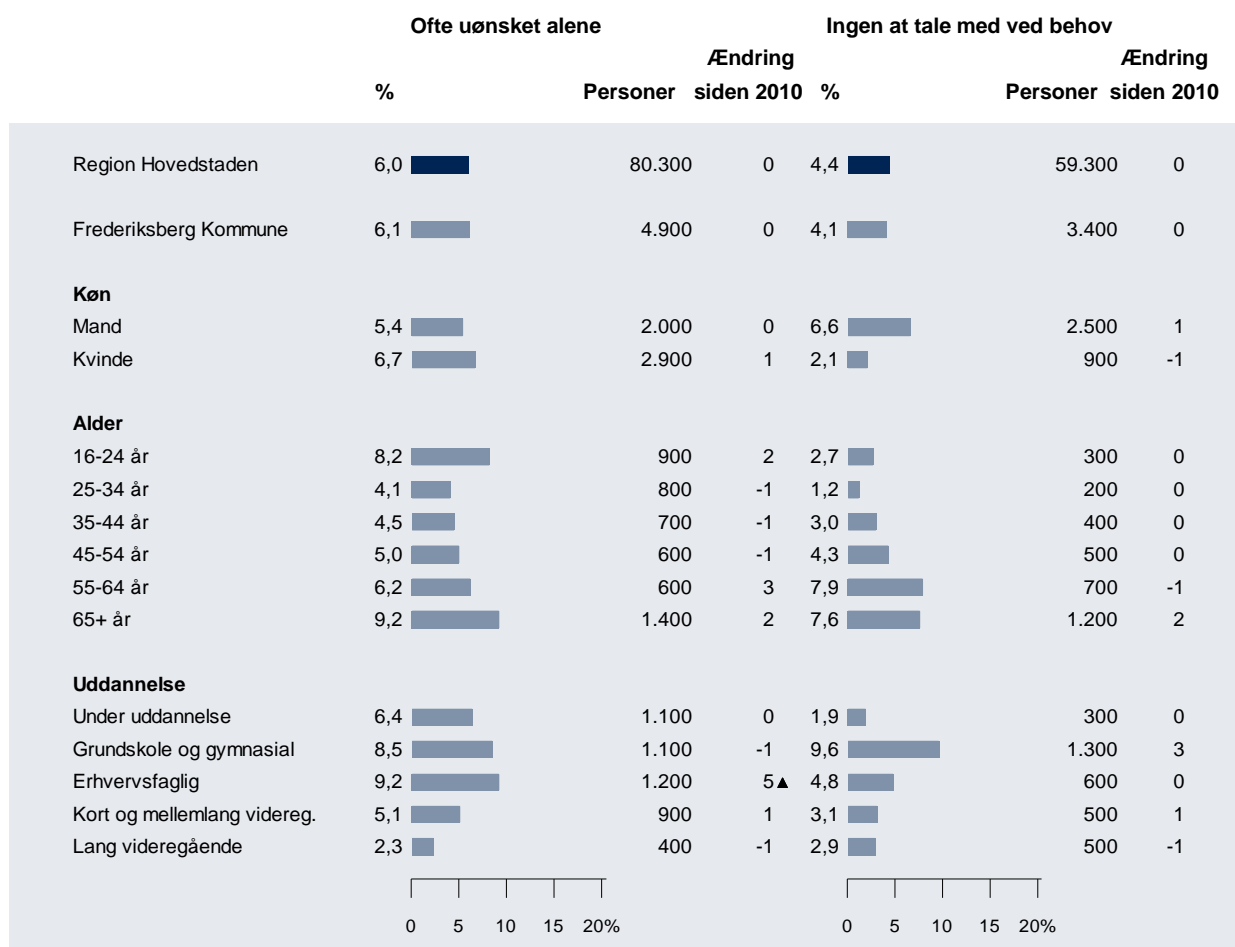 Ofte uønsket alene Ingen at tale med ved behov
Ændring Ændring
% Personer siden 2010 % Personer siden 2010
Region Hovedstaden 6,0 80.300 0 4,4 59.300 0
Frederiksberg Kommune 6,1 4.900 0 4,1 3.400 0
Køn
Mand 5,4 2.000 0 6,6 2.500 1
Kvinde 6,7 2.900 1 2,1 900 -1
Alder
16-24 år 8,2 900 2 2,7 300 0
25-34 år 4,1 800 -1 1,2 200 0
35-44 år 4,5 700 -1 3,0 400 0
45-54 år 5,0 600 -1 4,3 500 0
55-64 år 6,2 600 3 7,9 700 -1
65+ år 9,2 1.400 2 7,6 1.200 2
Uddannelse
Under uddannelse 6,4 1.100 0 1,9 300 0
Grundskole og gymnasial 8,5 1.100 -1 9,6 1.300 3
Erhvervsfaglig 9,2 1.200 5▲ 4,8 600 0
Kort og mellemlang videreg. 5,1 900 1 3,1 500 1
Lang videregående 2,3 400 -1 2,9 500 -1
0 5 10 15 20% 0 5 10 15 20%